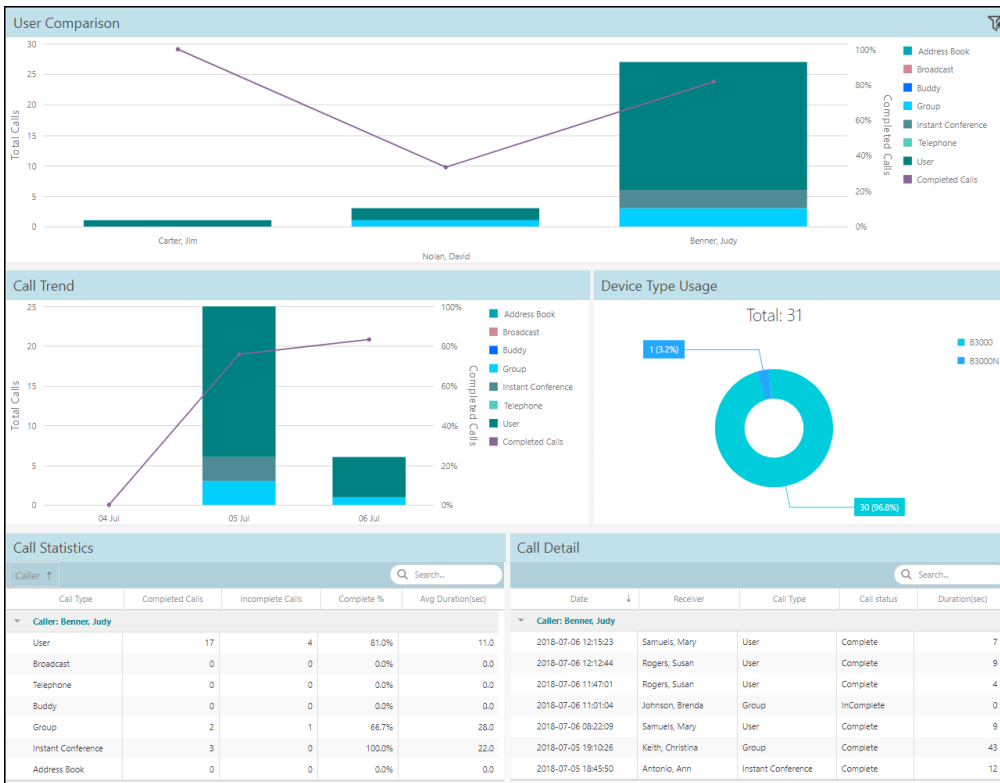 User Comparison
30
25
20
15
10
5
0
Total Calls
Carter, Jim
Nolan, David
Benner, Judy
100%
80%
60%
40%
20%
0%
Completed Calls
Address Book
Broadcast
Buddy
Group
Instant Conference
Telephone
User
Completed Calls
Call Trend
25
20
15
10
5
0
Total Calls
04 Jul
05 Jul
06 Jul
100%
80%
60%
40%
20%
0%
Completed Calls
Address Book
Broadcast
Buddy
Group
Instant Conference
Telephone
User
Completed Calls
Device Type Usage
Total: 31
1 (3.2%)
30 (96.8%)
B3000
B3000N
Call Statistics
Caller ↑
Search...
Call Type Completed Calls Incomplete Calls Complete % Avg Duration(sec)
Caller: Benner, Judy
User 17 4 81.0% 11.0
Broadcast 0 0 0.0% 0.0
Telephone 0 0 0.0% 0.0
Buddy 0 0 0.0% 0.0
Group 2 1 66.7% 28.0
Instant Conference 3 0 100.0% 22.0
Address Book 0 0 0.0% 0.0
Call Detail
Search...
Date ↓ Receiver Call Type Call status Duration(sec)
Caller: Benner, Judy
2018-07-06 12:15:23 Samuels, Mary User Complete 7
2018-07-06 12:12:44 Rogers, Susan User Complete 9
2018-07-06 11:47:01 Rogers, Susan User Complete 4
2018-07-06 11:01:04 Johnson, Brenda Group InComplete 0
2018-07-06 08:22:09 Samuels, Mary User Complete 9
2018-07-05 19:10:26 Keith, Christina Group Complete 43
2018-07-05 18:45:50 Antonio, Ann Instant Conference Complete 12